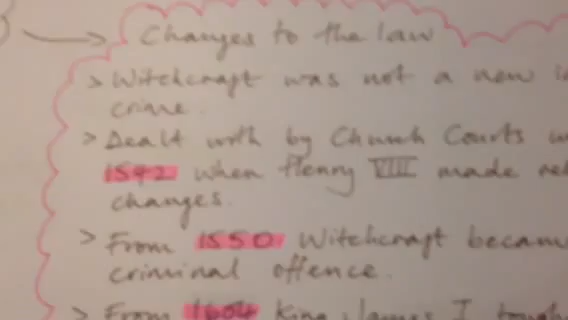 Changes to the law
> Witchcraft was not a new
crime.
> Dealt with by Church Courts
1542 when Henry VIII made
changes.
> From 1550 Witchcraft became
criminal offence.
> From 1604 King James I